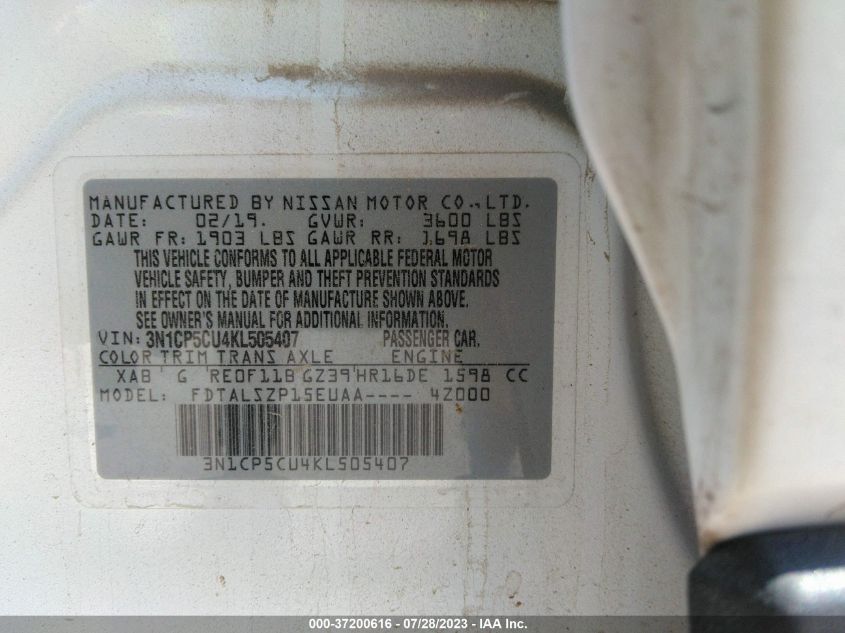 MANUFACTURED BY NISSAN MOTOR CO.,LTD.
DATE: 02/19. GVWR: 3600 LBS
GAWR FR: 1903 LBS GAWR RR: 1698 LBS
THIS VEHICLE CONFORMS TO ALL APPLICABLE FEDERAL MOTOR
VEHICLE SAFETY, BUMPER AND THEFT PREVENTION STANDARDS
IN EFFECT ON THE DATE OF MANUFACTURE SHOWN ABOVE.
SEE OWNER'S MANUAL FOR ADDITIONAL INFORMATION.
VIN: 3N1CP5CU4KL505407 PASSENGER CAR.
COLOR TRIM TRANS AXLE ENGINE
XAB G RE0F11B GZ39 HR16DE 1598 CC
MODEL: FDTALSZP15EUAA---- 4Z000
3N1CP5CU4KL505407
000-37200616 / 07/28/2023 / © IAA, Inc.